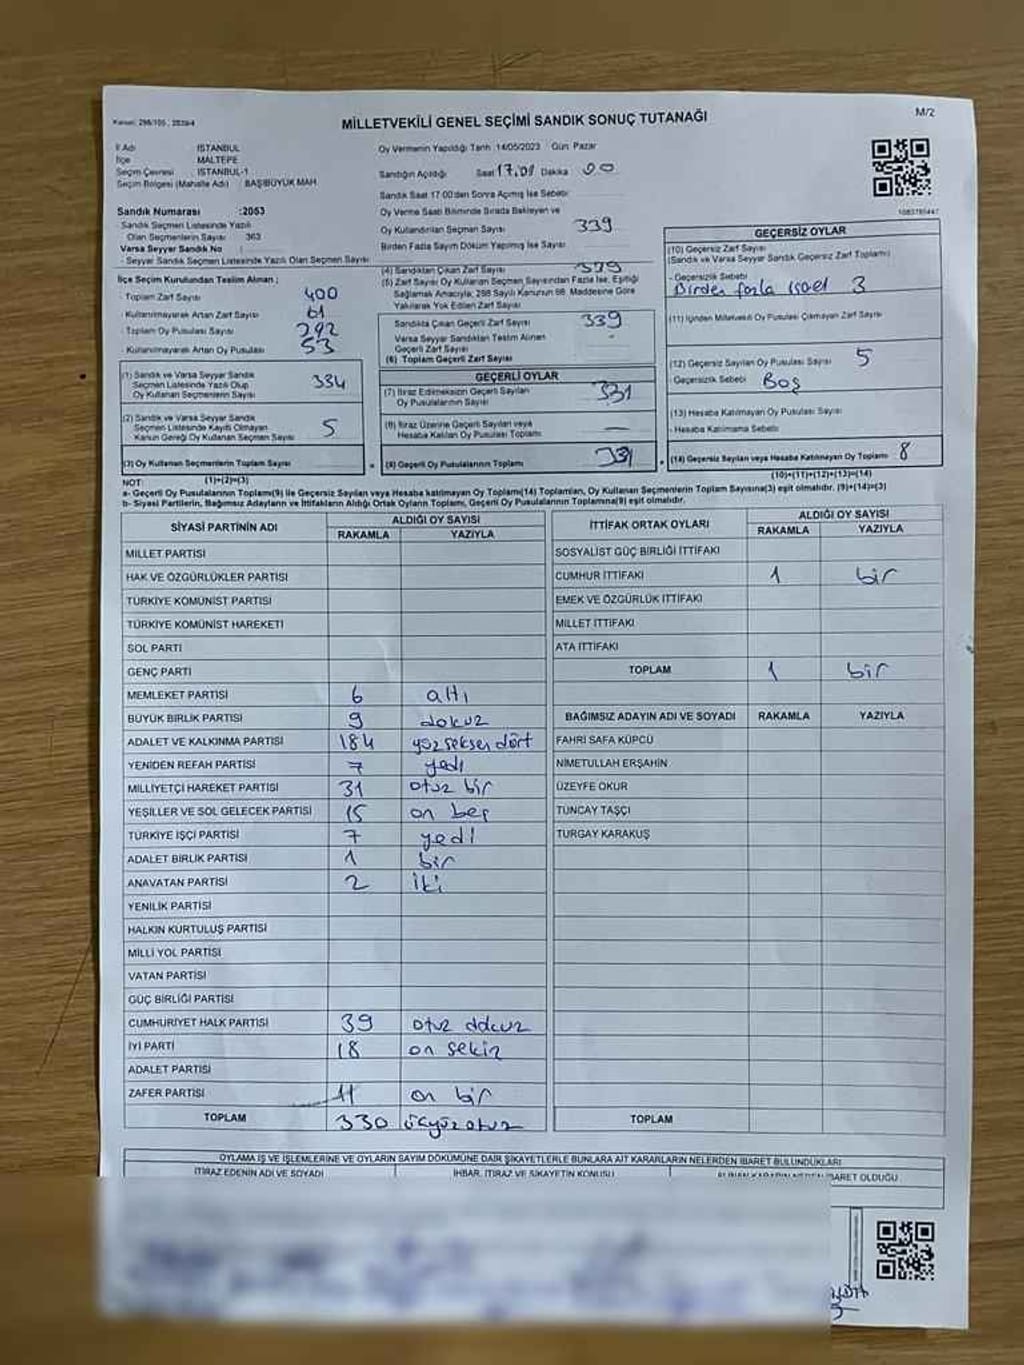 Kanun: 298/105, 2839/4
M/2
MİLLETVEKİLİ GENEL SEÇİMİ SANDIK SONUÇ TUTANAĞI
İl Adı İSTANBUL
İlçe MALTEPE
Seçim Çevresi İSTANBUL-1
Seçim Bölgesi (Mahalle Adı) : BAŞIBÜYÜK MAH.
Sandık Numarası :2053
- Sandık Seçmen Listesinde Yazılı
Olan Seçmenlerin Sayısı 363
Varsa Seyyar Sandık No
- Seyyar Sandık Seçmen Listesinde Yazılı Olan Seçmen Sayısı
İlçe Seçim Kurulundan Teslim Alınan ;
- Toplam Zarf Sayısı 400
- Kullanılmayarak Artan Zarf Sayısı 61
- Toplam Oy Pusulası Sayısı
- Kullanılmayarak Artan Oy Pusulası 53
(1) Sandık ve Varsa Seyyar Sandık
Seçmen Listesinde Yazılı Olup
Oy Kullanan Seçmenlerin Sayısı 334
(2) Sandık ve Varsa Seyyar Sandık
Seçmen Listesinde Kayıtlı Olmayan
Kanun Gereği Oy Kullanan Seçmen Sayısı 5
(3) Oy Kullanan Seçmenlerin Toplam Sayısı
(1)+(2)=(3)
Oy Vermenin Yapıldığı Tarih :14/05/2023 Gün: Pazar
Sandığın Açıldığı Saat Dakika 00
Sandık Saat 17:00'den Sonra Açılmış İse Sebebi:
Oy Verme Saati Bitiminde Sırada Bekleyen ve
Oy Kullandırılan Seçmen Sayısı 339
Birden Fazla Sayım Döküm Yapılmış İse Sayısı
(4) Sandıktan Çıkan Zarf Sayısı
(5) Zarf Sayısı Oy Kullanan Seçmen Sayısından Fazla İse, Eşitliği
Sağlamak Amacıyla; 298 Sayılı Kanunun 98. Maddesine Göre
Yakılarak Yok Edilen Zarf Sayısı
Sandıkta Çıkan Geçerli Zarf Sayısı 339
Varsa Seyyar Sandıktan Teslim Alınan
Geçerli Zarf Sayısı -
(6) Toplam Geçerli Zarf Sayısı
GEÇERLİ OYLAR
(7) İtiraz Edilmeksizin Geçerli Sayılan
Oy Pusulalarının Sayısı 331
(8) İtiraz Üzerine Geçerli Sayılan veya
Hesaba Katılan Oy Pusulası Toplamı —
(9) Geçerli Oy Pusulalarının Toplamı 331
1083785447
GEÇERSİZ OYLAR
(10) Geçersiz Zarf Sayısı
(Sandık ve Varsa Seyyar Sandık Geçersiz Zarf Toplamı)
- Geçersizlik Sebebi
Birden fazla 3
(11) İçinden Milletvekili Oy Pusulası Çıkmayan Zarf Sayısı
(12) Geçersiz Sayılan Oy Pusulası Sayısı 5
Geçersizlik Sebebi Boş
(13) Hesaba Katılmayan Oy Pusulası Sayısı
- Hesaba Katılmama Sebebi
(14) Geçersiz Sayılan veya Hesaba Katılmayan Oy Toplamı 8
(10)+(11)+(12)+(13)=(14)
NOT:
a- Geçerli Oy Pusulalarının Toplamı(9) ile Geçersiz Sayılan veya Hesaba katılmayan Oy Toplamı(14) Toplamları, Oy Kullanan Seçmenlerin Toplam Sayısına(3) eşit olmalıdır. (9)+(14)=(3)
b- Siyasi Partilerin, Bağımsız Adayların ve İttifakların Aldığı Ortak Oyların Toplamı, Geçerli Oy Pusulalarının Toplamına(9) eşit olmalıdır.
SİYASİ PARTİNİN ADI ALDIĞI OY SAYISI
RAKAMLA YAZIYLA
MİLLET PARTİSİ
HAK VE ÖZGÜRLÜKLER PARTİSİ
TÜRKİYE KOMÜNİST PARTİSİ
TÜRKİYE KOMÜNİST HAREKETİ
SOL PARTİ
GENÇ PARTİ
MEMLEKET PARTİSİ 6 altı
BÜYÜK BİRLİK PARTİSİ 9 dokuz
ADALET VE KALKINMA PARTİSİ 184 yüzseksen dört
YENİDEN REFAH PARTİSİ 7 yedi
MİLLİYETÇİ HAREKET PARTİSİ 31 otuz bir
YEŞİLLER VE SOL GELECEK PARTİSİ 15 on beş
TÜRKİYE İŞÇİ PARTİSİ 7 yedi
ADALET BİRLİK PARTİSİ 1 bir
ANAVATAN PARTİSİ 2 iki
YENİLİK PARTİSİ
HALKIN KURTULUŞ PARTİSİ
MİLLİ YOL PARTİSİ
VATAN PARTİSİ
GÜÇ BİRLİĞİ PARTİSİ
CUMHURİYET HALK PARTİSİ 39 otuz dokuz
İYİ PARTİ 18 on sekiz
ADALET PARTİSİ
ZAFER PARTİSİ 11 on bir
TOPLAM 330 üçyüzotuz
İTTİFAK ORTAK OYLARI ALDIĞI OY SAYISI
RAKAMLA YAZIYLA
SOSYALİST GÜÇ BİRLİĞİ İTTİFAKI
CUMHUR İTTİFAKI 1 bir
EMEK VE ÖZGÜRLÜK İTTİFAKI
MİLLET İTTİFAKI
ATA İTTİFAKI
TOPLAM 1 bir
BAĞIMSIZ ADAYIN ADI VE SOYADI RAKAMLA YAZIYLA
FAHRİ SAFA KÜPCÜ
NİMETULLAH ERŞAHİN
ÜZEYFE OKUR
TUNCAY TAŞÇI
TURGAY KARAKUŞ
TOPLAM
OYLAMA İŞ VE İŞLEMLERİNE VE OYLARIN SAYIM DÖKÜMÜNE DAİR ŞİKAYETLERLE BUNLARA AİT KARARLARIN NELERDEN İBARET BULUNDUKLARI
İTİRAZ EDENİN ADI VE SOYADI İHBAR, İTİRAZ VE ŞİKAYETİN KONUSU İBARET OLDUĞU